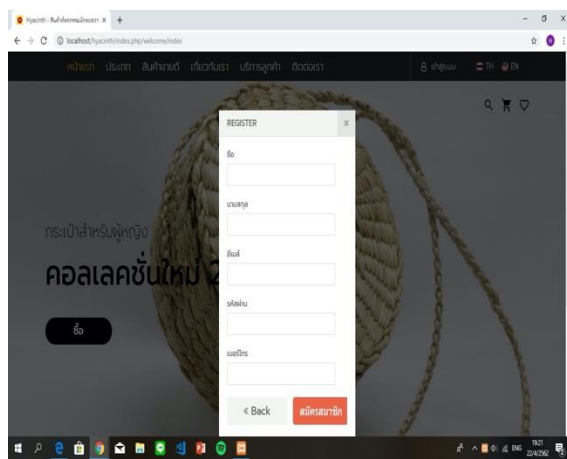 localhost/hyacinth/index.php/welcome/index
หน้าแรก ประเภท สินค้าขายดี เกี่ยวกับเรา บริการลูกค้า ติดต่อเรา เข้าสู่ระบบ TH EN
REGISTER ×
ชื่อ
นามสกุล
อีเมล์
รหัสผ่าน
เบอร์โทร
« Back สมัครสมาชิก
กระเป๋าสำหรับผู้หญิง
คอลเลคชั่นใหม่ 2
ซื้อ
ENG 19:21
22/4/2562